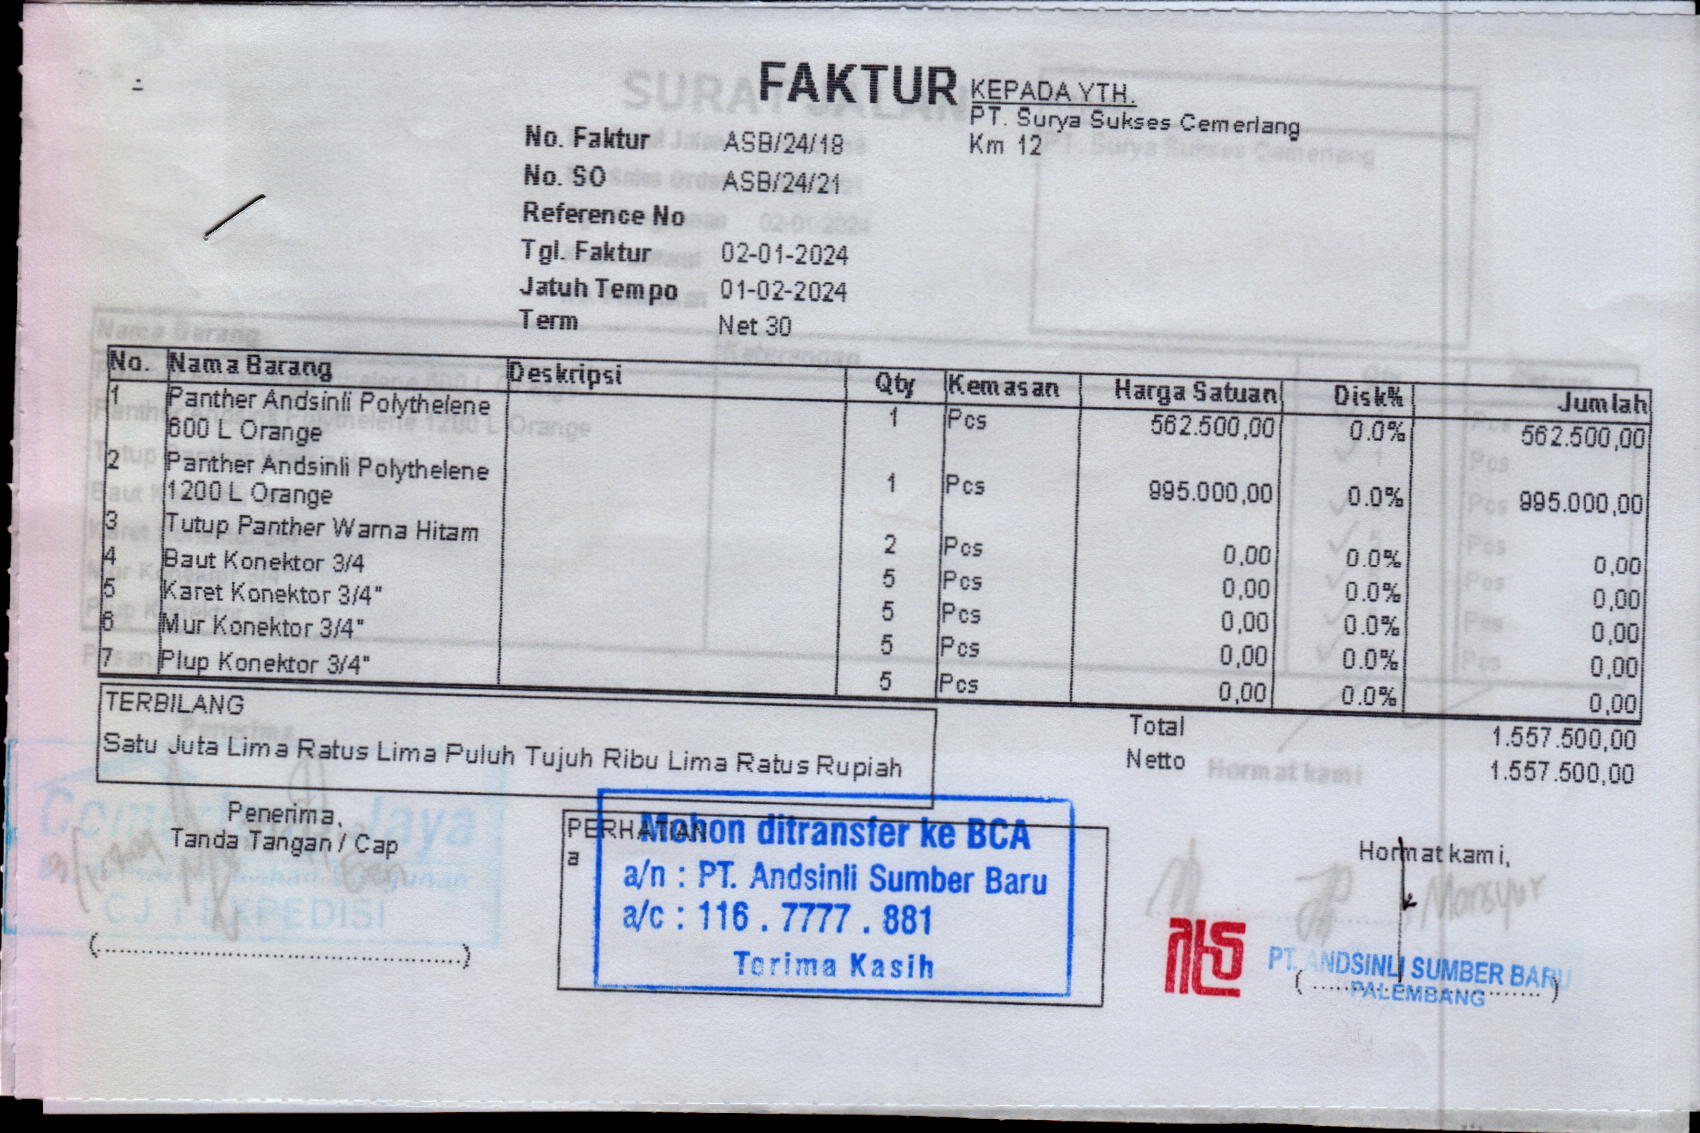 FAKTUR
KEPADA YTH.
PT. Surya Sukses Cemerlang
Km 12
No. Faktur ASB/24/18
No. SO ASB/24/21
Reference No
Tgl. Faktur 02-01-2024
Jatuh Tempo 01-02-2024
Term Net 30
No. Nama Barang Deskripsi Qty Kemasan Harga Satuan Disk% Jumlah
1 Panther Andsinli Polythelene 1 Pcs 562.500,00 0.0% 562.500,00
600 L Orange
2 Panther Andsinli Polythelene 1 Pcs 995.000,00 0.0% 995.000,00
1200 L Orange
3 Tutup Panther Warna Hitam 2 Pcs 0,00 0.0% 0,00
4 Baut Konektor 3/4 5 Pcs 0,00 0.0% 0,00
5 Karet Konektor 3/4" 5 Pcs 0,00 0.0% 0,00
6 Mur Konektor 3/4" 5 Pcs 0,00 0.0% 0,00
7 Plup Konektor 3/4" 5 Pcs 0,00 0.0% 0,00
TERBILANG
Satu Juta Lima Ratus Lima Puluh Tujuh Ribu Lima Ratus Rupiah
Total 1.557.500,00
Netto 1.557.500,00
Penerima,
Tanda Tangan / Cap
Cemerlang Jaya
CJ 11 EXPEDISI
(....................)
PERHATIAN
a
Mohon ditransfer ke BCA
a/n : PT. Andsinli Sumber Baru
a/c : 116 . 7777 . 881
Terima Kasih
Hormat kami,
Mansyur
PT. ANDSINLI SUMBER BARU
PALEMBANG
(....................)